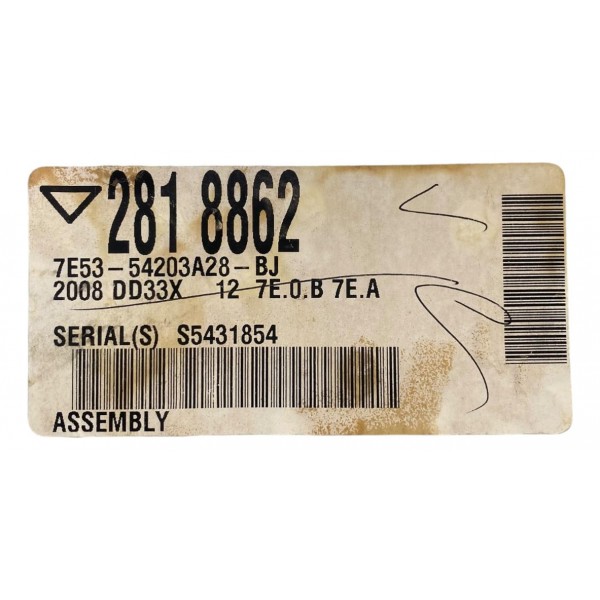 281 8862
7E53-54203A28-BJ
2008 DD33X 12 7E.0.B 7E.A
SERIAL(S) S5431854
ASSEMBLY